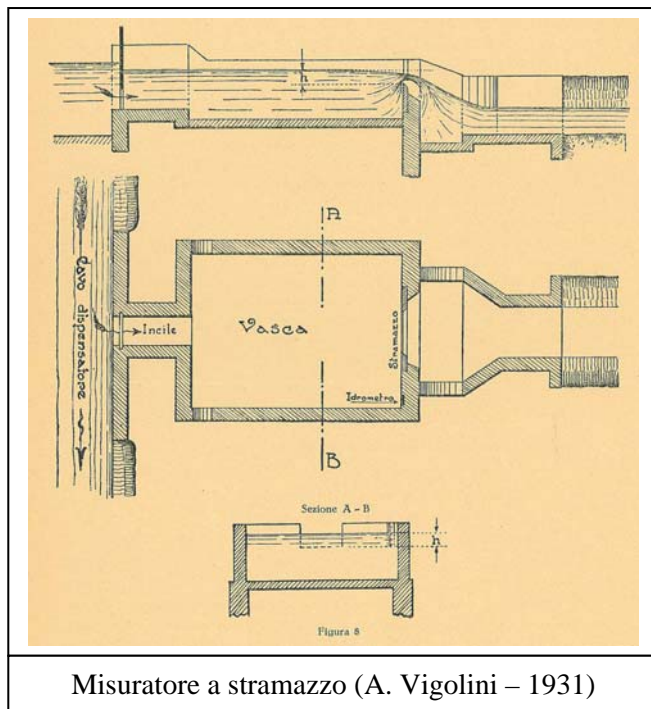 h
A
Cavo dispensatore
Incile
Vasca
Stramazzo
Idrometro
B
Sezione A - B
h
Figura 8
Misuratore a stramazzo (A. Vigolini – 1931)